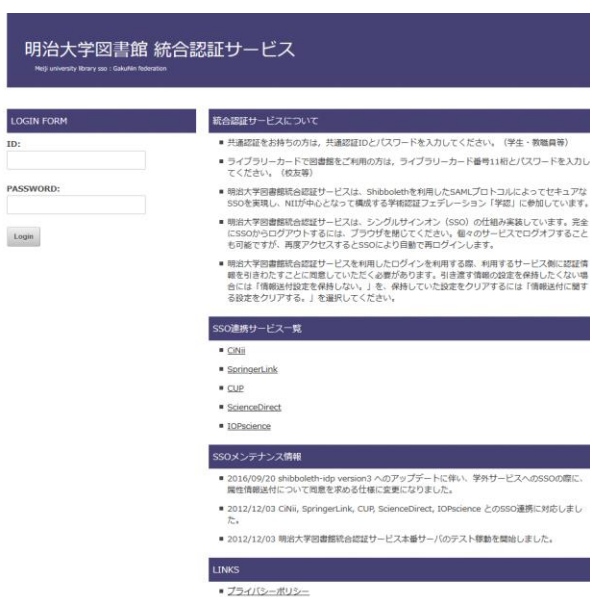 明治大学図書館 統合認証サービス
Meiji university library sso : GakuNin federation
LOGIN FORM
ID:
PASSWORD:
Login
統合認証サービスについて
共通認証をお持ちの方は，共通認証IDとパスワードを入力してください。（学生・教職員等）
ライブラリーカードで図書館をご利用の方は，ライブラリーカード番号11桁とパスワードを入力し
てください。（校友等）
明治大学図書館統合認証サービスは、Shibbolethを利用したSAMLプロトコルによってセキュアな
SSOを実現し、NIIが中心となって構成する学術認証フェデレーション「学認」に参加しています。
明治大学図書館統合認証サービスは、シングルサインオン（SSO）の仕組み実装しています。完全
にSSOからログアウトするには、ブラウザを閉じてください。個々のサービスでログオフすること
も可能ですが、再度アクセスするとSSOにより自動で再ログインします。
明治大学図書館統合認証サービスを利用したログインを利用する際、利用するサービス側に認証情
報を引きわたすことに同意していただく必要があります。引き渡す情報の設定を保持したくない場
合には「情報送付設定を保持しない。」を、保持していた設定をクリアするには「情報送付に関す
る設定をクリアする。」を選択してください。
SSO連携サービス一覧
CiNii
SpringerLink
CUP
ScienceDirect
IOPscience
SSOメンテナンス情報
2016/09/20 shibboleth-idp version3 へのアップデートに伴い、学外サービスへのSSOの際に、
属性情報送付について同意を求める仕様に変更になりました。
2012/12/03 CiNii, SpringerLink, CUP, ScienceDirect, IOPscience とのSSO連携に対応しまし
た。
2012/12/03 明治大学図書館統合認証サービス本番サーバのテスト稼動を開始しました。
LINKS
プライバシーポリシー